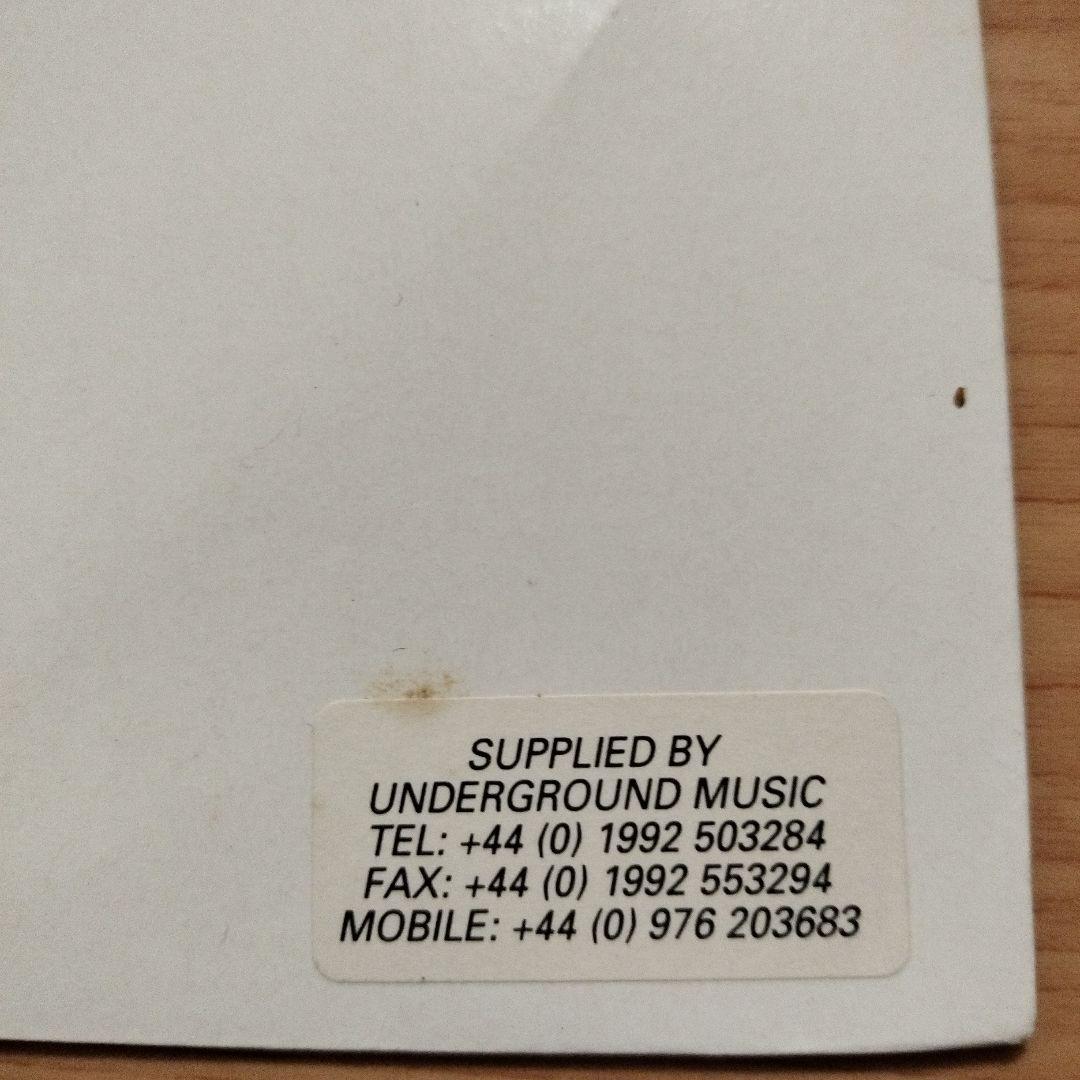 SUPPLIED BY
UNDERGROUND MUSIC
TEL: +44 (0) 1992 503284
FAX: +44 (0) 1992 553294
MOBILE: +44 (0) 976 203683